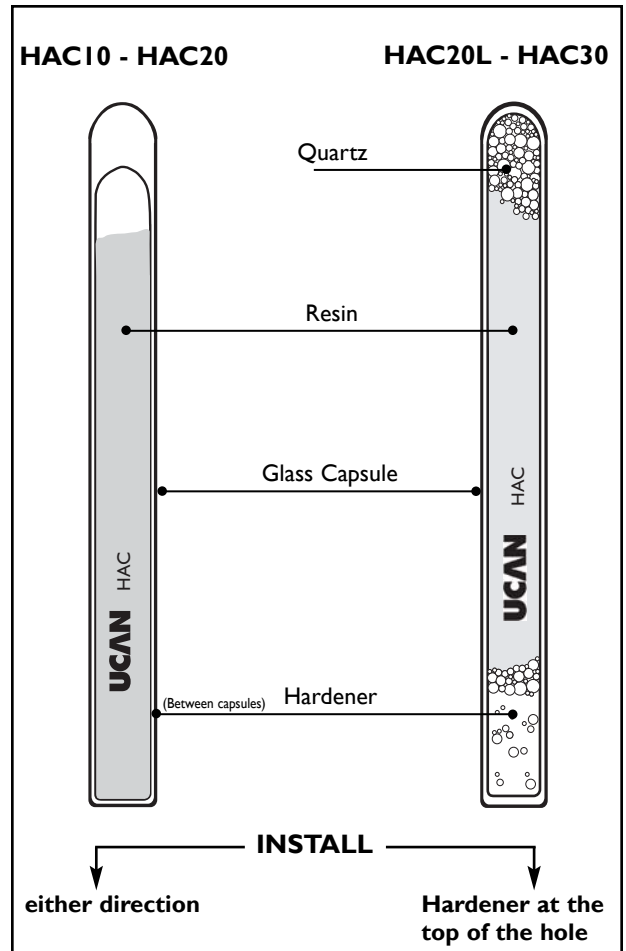 HAC10 - HAC20
HAC20L - HAC30
Quartz
Resin
Glass Capsule
UCAN HAC
UCAN HAC
(Between capsules) Hardener
INSTALL
either direction
Hardener at the
top of the hole